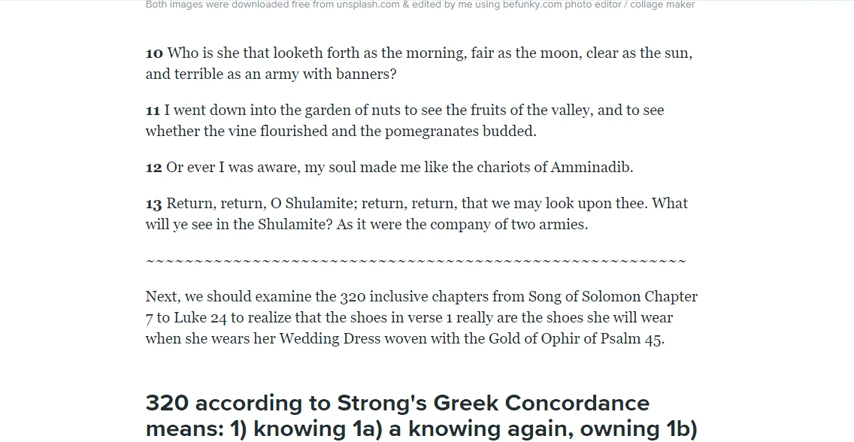 Both images were downloaded free from unsplash.com & edited by me using befunky.com photo editor / collage maker
10 Who is she that looketh forth as the morning, fair as the moon, clear as the sun,
and terrible as an army with banners?
11 I went down into the garden of nuts to see the fruits of the valley, and to see
whether the vine flourished and the pomegranates budded.
12 Or ever I was aware, my soul made me like the chariots of Amminadib.
13 Return, return, O Shulamite; return, return, that we may look upon thee. What
will ye see in the Shulamite? As it were the company of two armies.
~~~~~~~~~~~~~~~~~~~~~~~~~~~~~~~~~~~~~~~~~~~~~~~~~~~~~~~~
Next, we should examine the 320 inclusive chapters from Song of Solomon Chapter
7 to Luke 24 to realize that the shoes in verse 1 really are the shoes she will wear
when she wears her Wedding Dress woven with the Gold of Ophir of Psalm 45.
320 according to Strong's Greek Concordance
means: 1) knowing 1a) a knowing again, owning 1b)